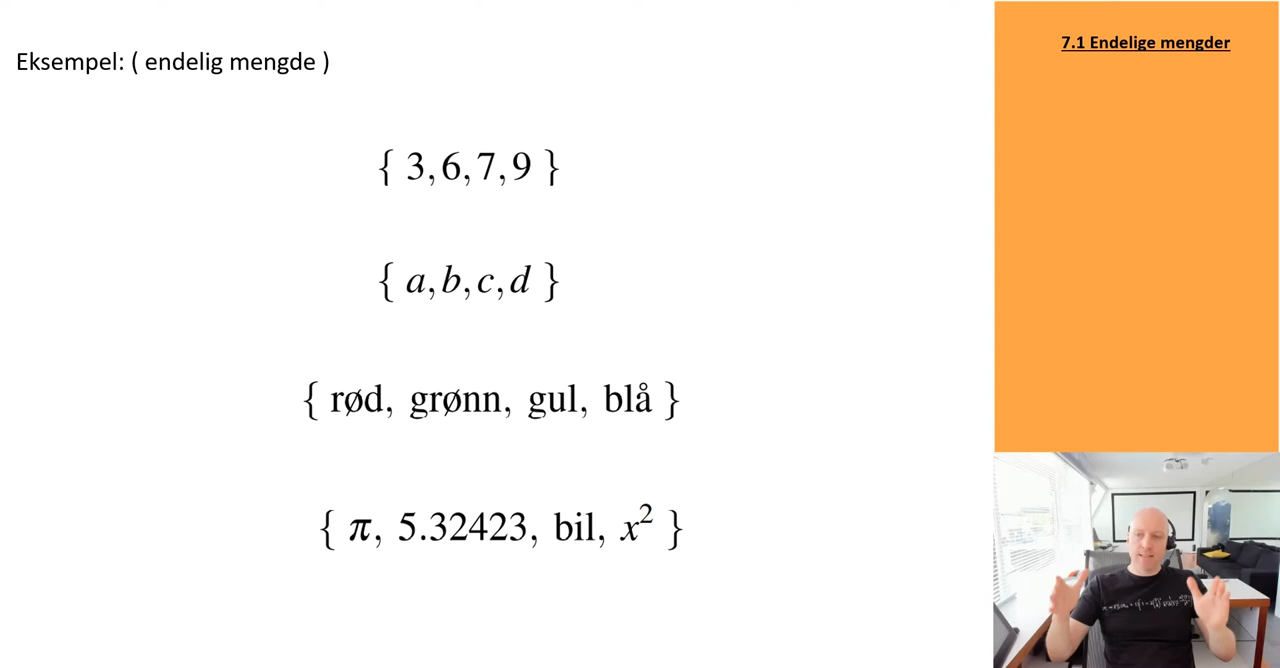 Eksempel: ( endelig mengde )
7.1 Endelige mengder
{ 3,6,7,9 }
{ a,b,c,d }
{ rød, grønn, gul, blå }
{ π, 5.32423, bil, x² }